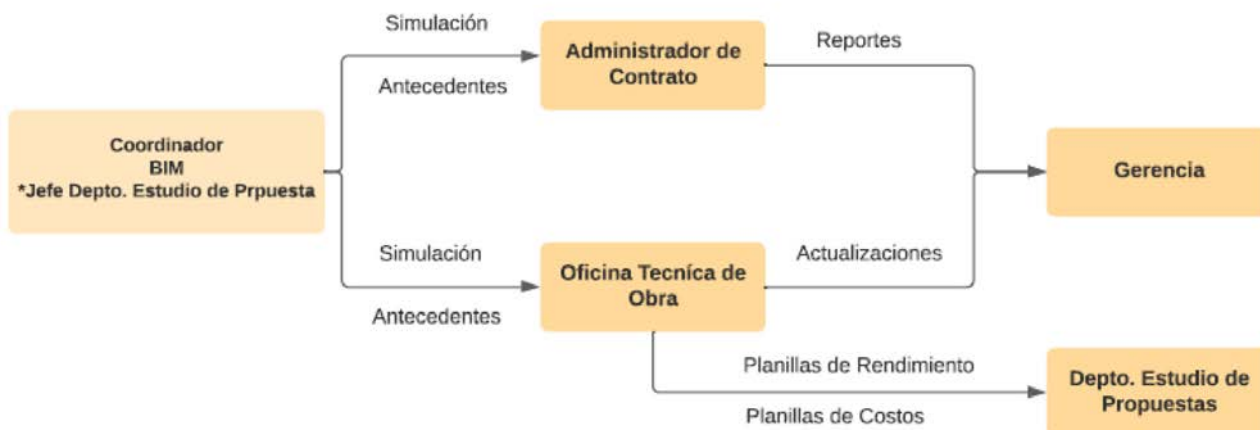 Simulación
Antecedentes
Administrador de
Contrato
Reportes
Coordinador
BIM
*Jefe Depto. Estudio de Prpuesta
Gerencia
Simulación
Antecedentes
Oficina Tecníca de
Obra
Actualizaciones
Planillas de Rendimiento
Planillas de Costos
Depto. Estudio de
Propuestas